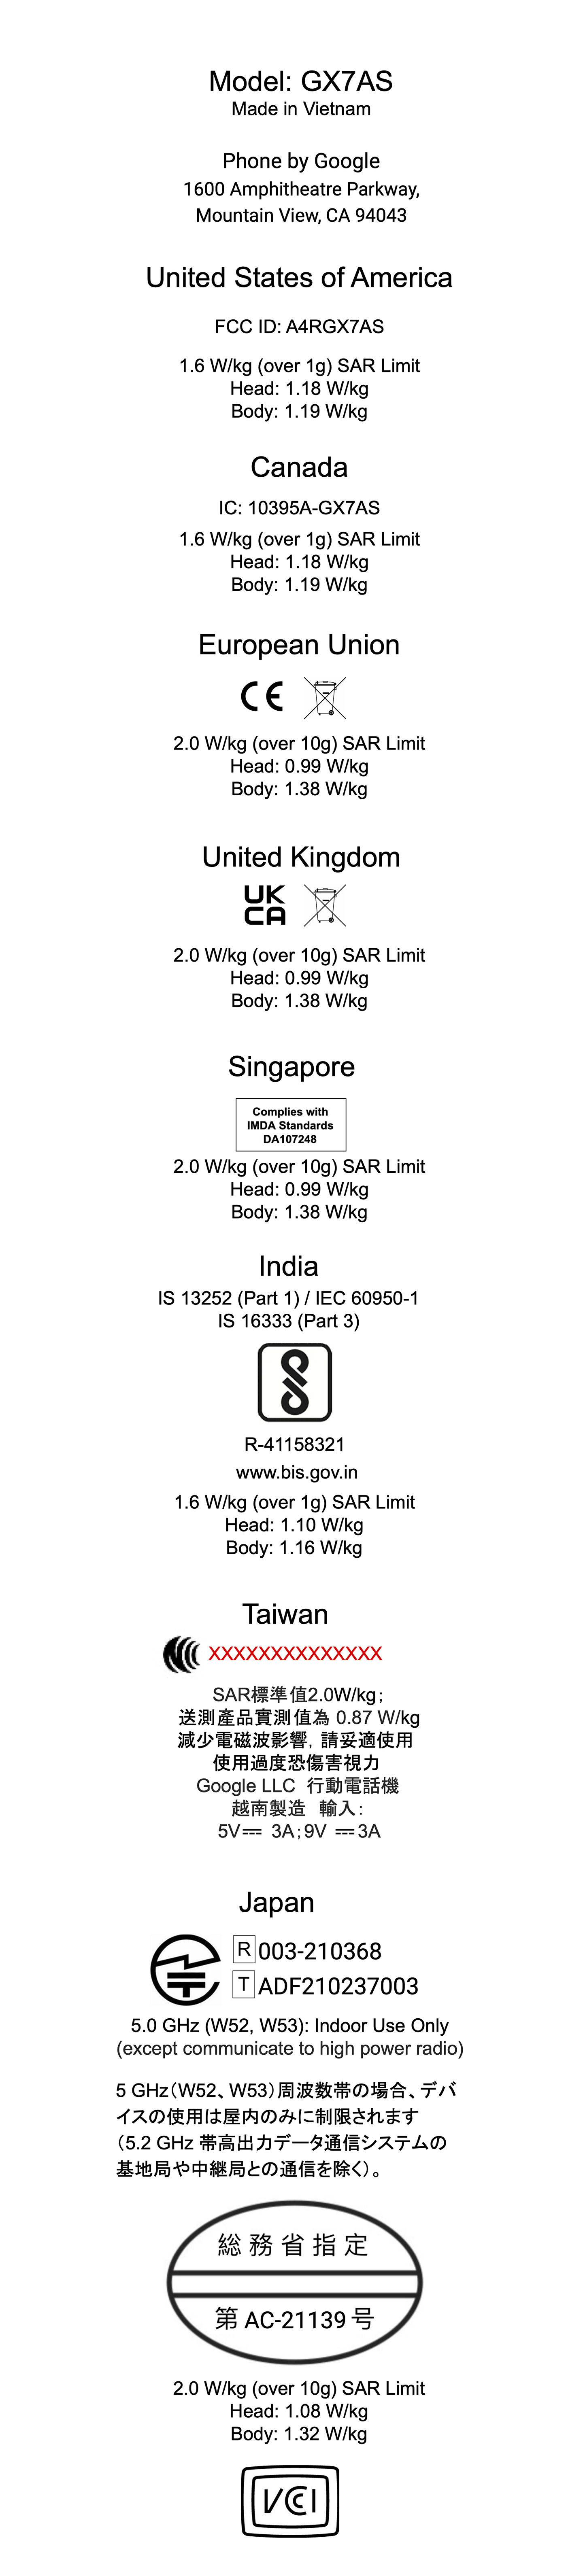 Model: GX7AS
Made in Vietnam
Phone by Google
1600 Amphitheatre Parkway,
Mountain View, CA 94043
United States of America
FCC ID: A4RGX7AS
1.6 W/kg (over 1g) SAR Limit
Head: 1.18 W/kg
Body: 1.19 W/kg
Canada
IC: 10395A-GX7AS
1.6 W/kg (over 1g) SAR Limit
Head: 1.18 W/kg
Body: 1.19 W/kg
European Union
CE
2.0 W/kg (over 10g) SAR Limit
Head: 0.99 W/kg
Body: 1.38 W/kg
United Kingdom
UK
CA
2.0 W/kg (over 10g) SAR Limit
Head: 0.99 W/kg
Body: 1.38 W/kg
Singapore
Complies with
IMDA Standards
DA107248
2.0 W/kg (over 10g) SAR Limit
Head: 0.99 W/kg
Body: 1.38 W/kg
India
IS 13252 (Part 1) / IEC 60950-1
IS 16333 (Part 3)
R-41158321
www.bis.gov.in
1.6 W/kg (over 1g) SAR Limit
Head: 1.10 W/kg
Body: 1.16 W/kg
Taiwan
XXXXXXXXXXXXXX
SAR標準值2.0W/kg；
送測產品實測值為 0.87 W/kg
減少電磁波影響，請妥適使用
使用過度恐傷害視力
Google LLC 行動電話機
越南製造 輸入：
5V⎓ 3A；9V ⎓3A
Japan
R 003-210368
T ADF210237003
5.0 GHz (W52, W53): Indoor Use Only
(except communicate to high power radio)
5 GHz（W52、W53）周波数帯の場合、デバ
イスの使用は屋内のみに制限されます
（5.2 GHz 帯高出力データ通信システムの
基地局や中継局との通信を除く）。
総務省指定
第 AC-21139 号
2.0 W/kg (over 10g) SAR Limit
Head: 1.08 W/kg
Body: 1.32 W/kg
VCCI